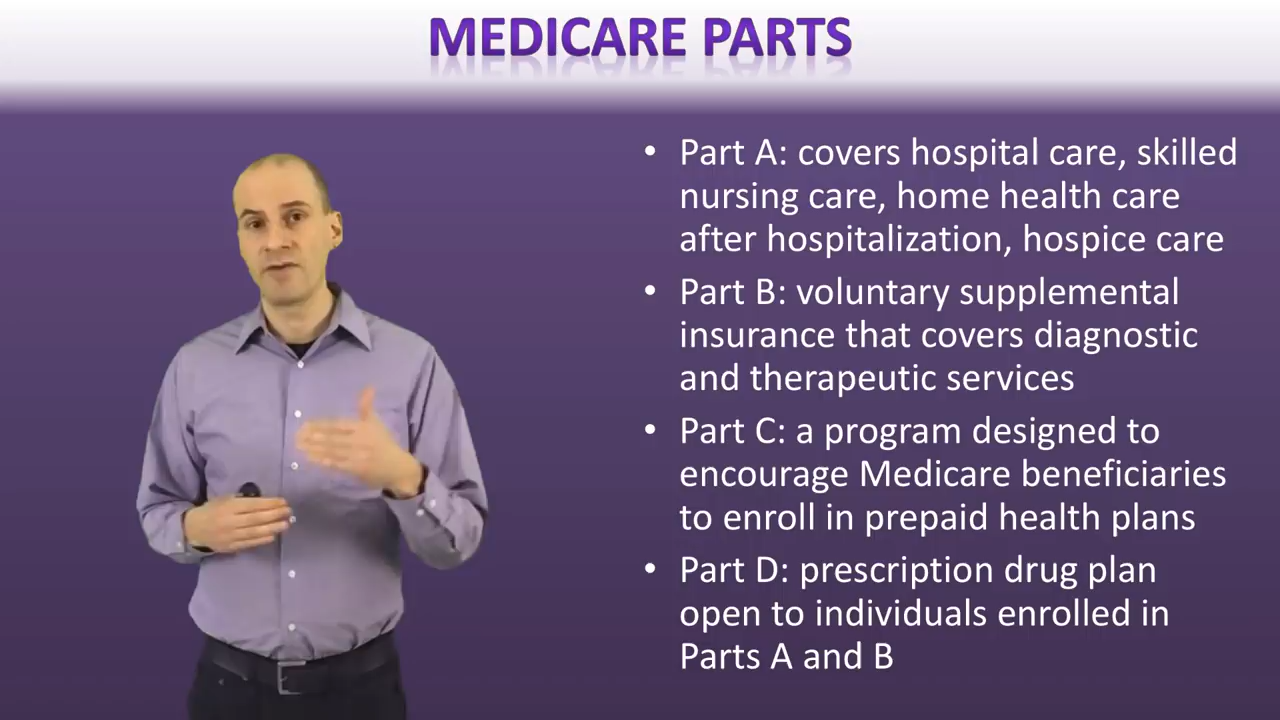 MEDICARE PARTS
• Part A: covers hospital care, skilled
nursing care, home health care
after hospitalization, hospice care
• Part B: voluntary supplemental
insurance that covers diagnostic
and therapeutic services
• Part C: a program designed to
encourage Medicare beneficiaries
to enroll in prepaid health plans
• Part D: prescription drug plan
open to individuals enrolled in
Parts A and B